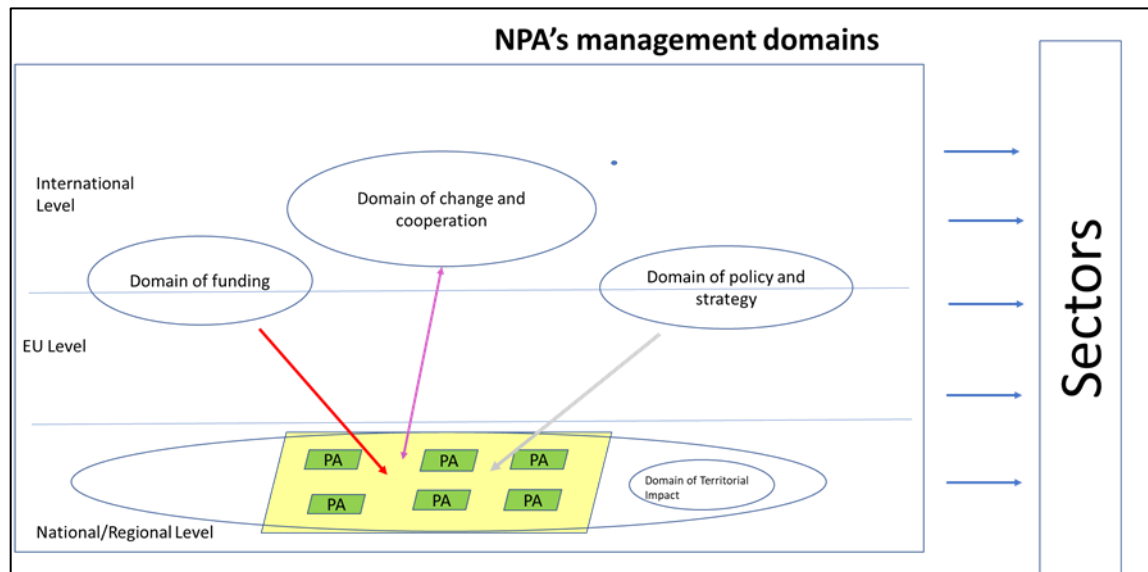 NPA's management domains
International
Level
Domain of change and
cooperation
Domain of funding
Domain of policy and
strategy
EU Level
PA
PA
PA
PA
PA
PA
Domain of Territorial
Impact
National/Regional Level
Sectors